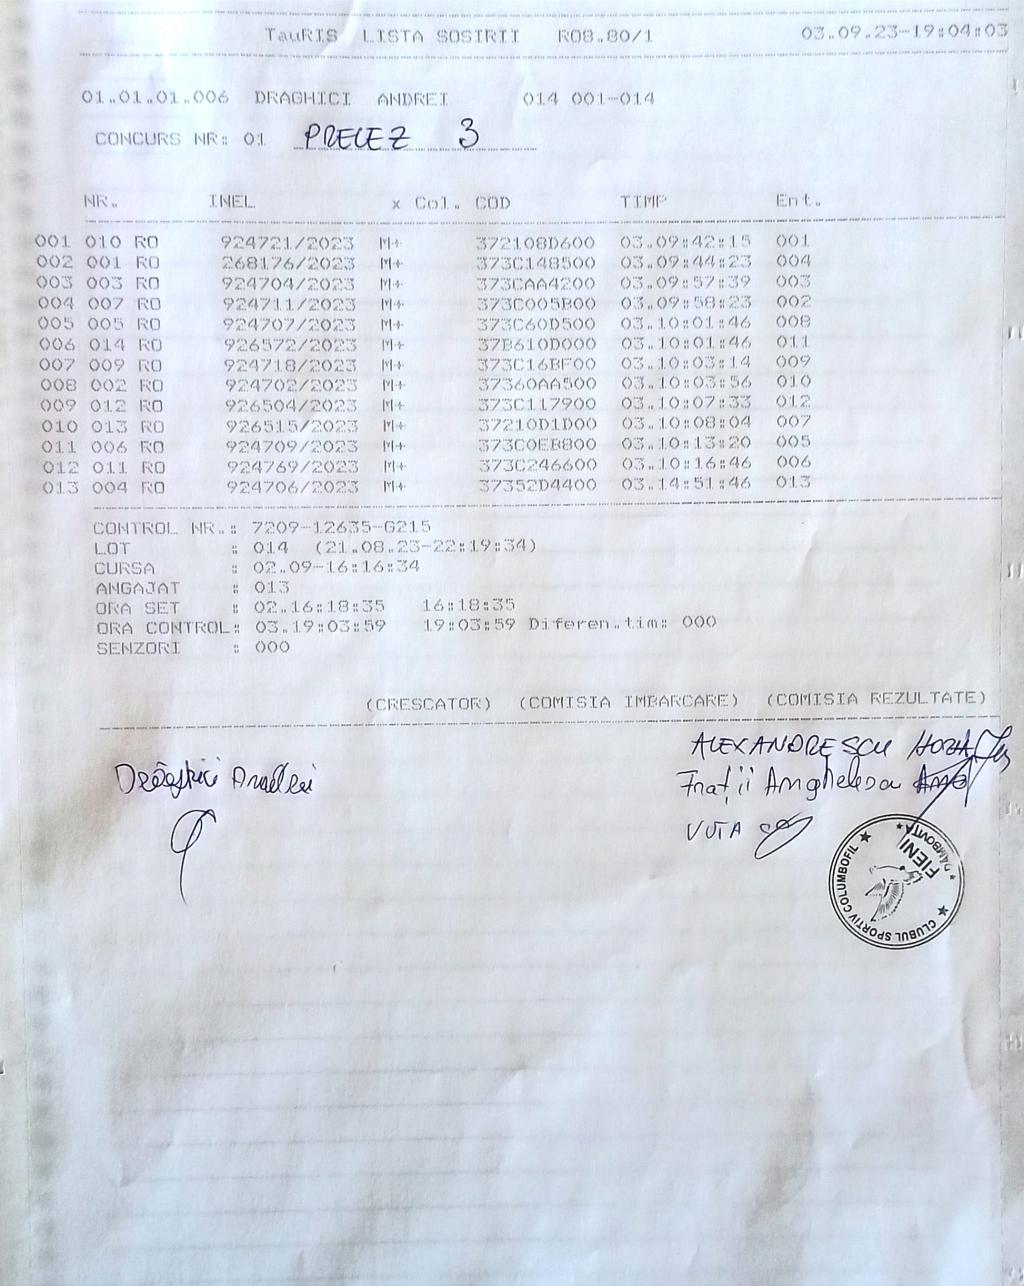 TauRIS LISTA SOSIRII R08.80/1 03.09.23-19:04:03
01.01.01.006 DRAGHICI ANDREI 014 001-014
CONCURS NR: 01 PRELEZ 3
NR. INEL x Col. COD TIMP Ent.
001 010 RO 924721/2023 M+ 372108D600 03.09:42:15 001
002 001 RO 268176/2023 M+ 373C148500 03.09:44:23 004
003 003 RO 924704/2023 M+ 373CAA4200 03.09:57:39 003
004 007 RO 924711/2023 M+ 373C005B00 03.09:58:23 002
005 005 RO 924707/2023 M+ 373C60D500 03.10:01:46 008
006 014 RO 926572/2023 M+ 37B610D000 03.10:01:46 011
007 009 RO 924718/2023 M+ 373C16BF00 03.10:03:14 009
008 002 RO 924702/2023 M+ 37360AA500 03.10:03:56 010
009 012 RO 926504/2023 M+ 373C117900 03.10:07:33 012
010 013 RO 926515/2023 M+ 37210D1D00 03.10:08:04 007
011 006 RO 924709/2023 M+ 373C0EB800 03.10:13:20 005
012 011 RO 924769/2023 M+ 373C246600 03.10:16:46 006
013 004 RO 924706/2023 M+ 37352D4400 03.14:51:46 013
CONTROL NR.: 7209-12635-G215
LOT : 014 (21.08.23-22:19:34)
CURSA : 02.09-16:16:34
ANGAJAT : 013
ORA SET : 02.16:18:35 16:18:35
ORA CONTROL: 03.19:03:59 19:03:59 Diferen.tim: 000
SENZORI : 000
(CRESCATOR) (COMISIA IMBARCARE) (COMISIA REZULTATE)
ALEXANDRESCU
Frații
VUTA
CLUBUL SPORTIV COLUMBOFIL
FIENI
DAMBOVITA